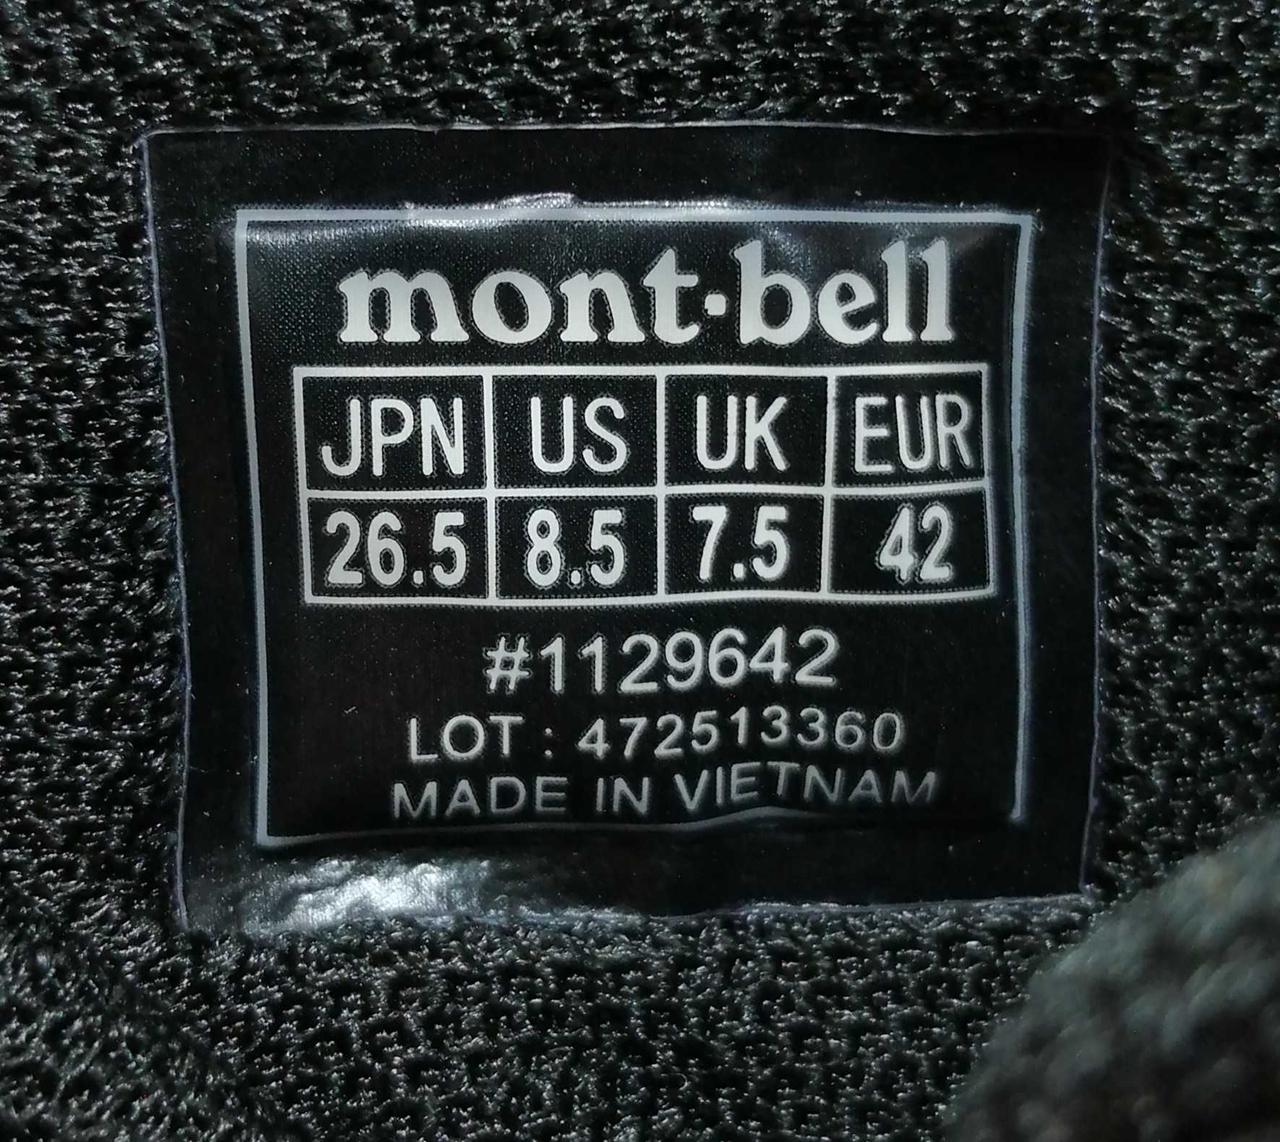 mont·bell
JPN US UK EUR
26.5 8.5 7.5 42
#1129642
LOT : 472513360
MADE IN VIETNAM